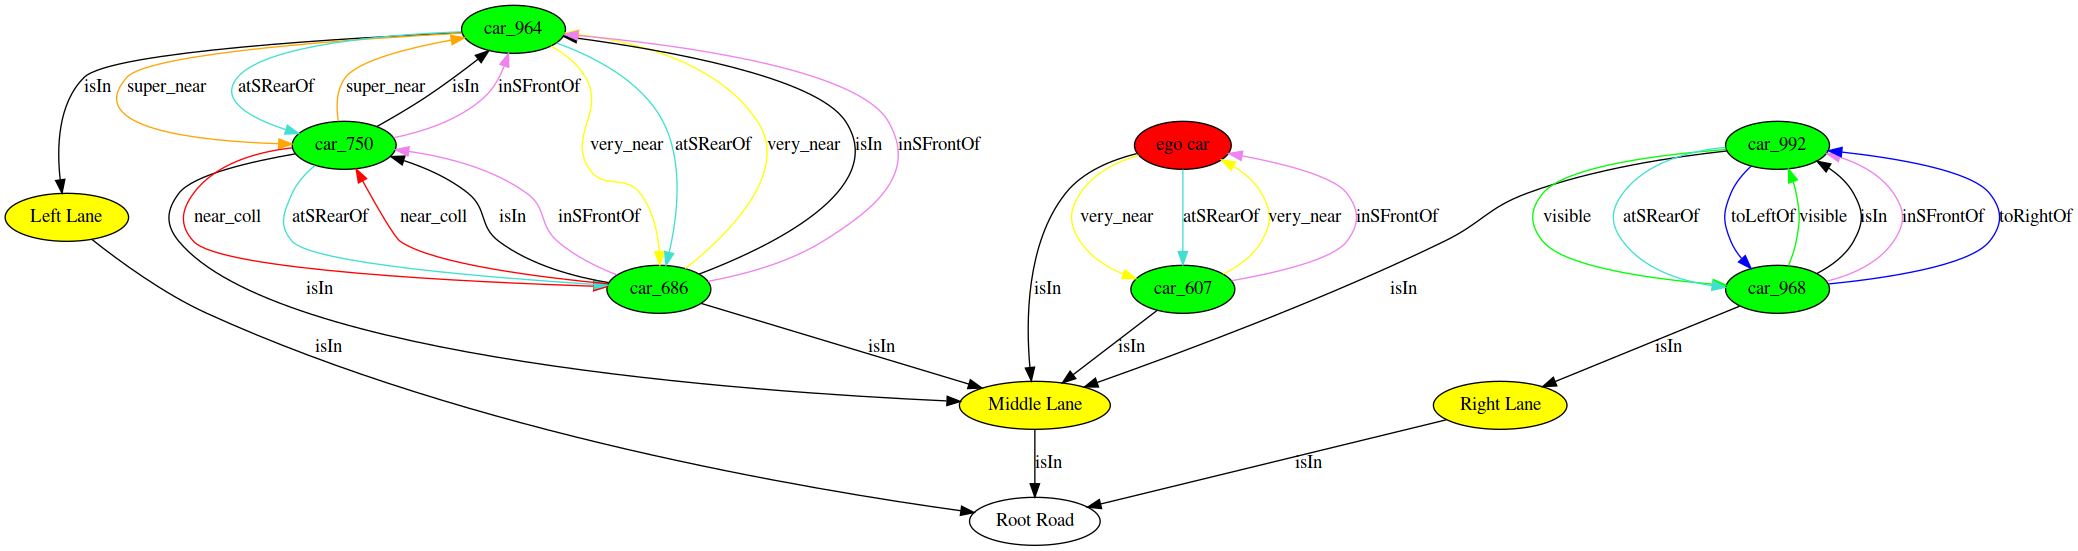 car_964
isIn super_near atSRearOf super_near isIn inSFrontOf
car_750 very_near atSRearOf very_near isIn inSFrontOf ego car car_992
Left Lane near_coll atSRearOf near_coll isIn inSFrontOf very_near atSRearOf very_near inSFrontOf visible atSRearOf toLeftOf visible isIn inSFrontOf toRightOf
isIn car_686 isIn car_607 isIn car_968
isIn isIn isIn isIn
Middle Lane Right Lane
isIn isIn
Root Road